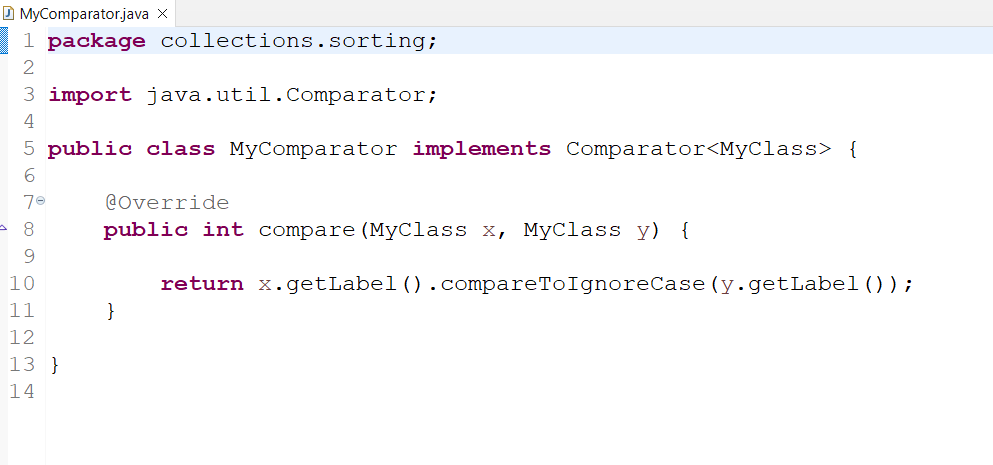 MyComparator.java
1 package collections.sorting;
2
3 import java.util.Comparator;
4
5 public class MyComparator implements Comparator<MyClass> {
6
7 @Override
8 public int compare(MyClass x, MyClass y) {
9
10 return x.getLabel().compareToIgnoreCase(y.getLabel());
11 }
12
13 }
14